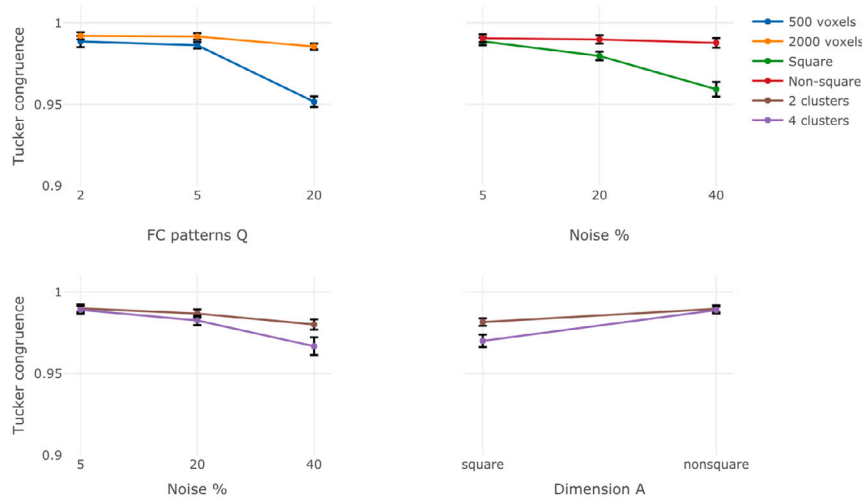 1
0.95
0.9
Tucker congruence
2 5 20
FC patterns Q
5 20 40
Noise %
500 voxels
2000 voxels
Square
Non-square
2 clusters
4 clusters
1
0.95
0.9
Tucker congruence
5 20 40
Noise %
square nonsquare
Dimension A